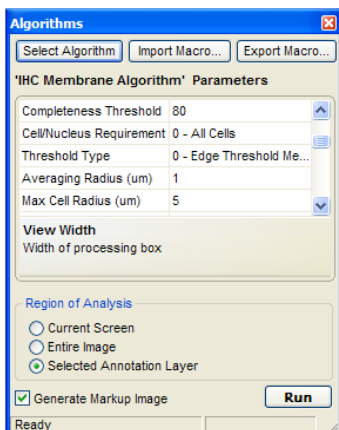 Algorithms
Select Algorithm Import Macro... Export Macro...
'IHC Membrane Algorithm' Parameters
Completeness Threshold 80
Cell/Nucleus Requirement 0 - All Cells
Threshold Type 0 - Edge Threshold Me...
Averaging Radius (um) 1
Max Cell Radius (um) 5
View Width
Width of processing box
Region of Analysis
Current Screen
Entire Image
Selected Annotation Layer
Generate Markup Image Run
Ready